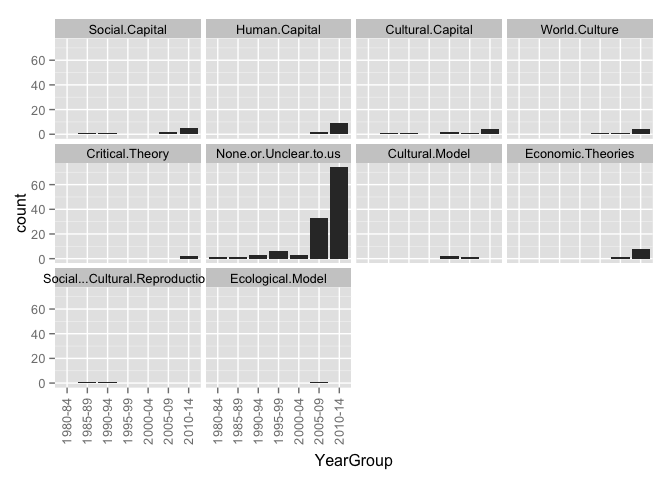 Social.Capital
Human.Capital
Cultural.Capital
World.Culture
60
40
20
0
Critical.Theory
None.or.Unclear.to.us
Cultural.Model
Economic.Theories
60
40
20
0
count
Social...Cultural.Reproductio
Ecological.Model
60
40
20
0
1980-84
1985-89
1990-94
1995-99
2000-04
2005-09
2010-14
1980-84
1985-89
1990-94
1995-99
2000-04
2005-09
2010-14
YearGroup